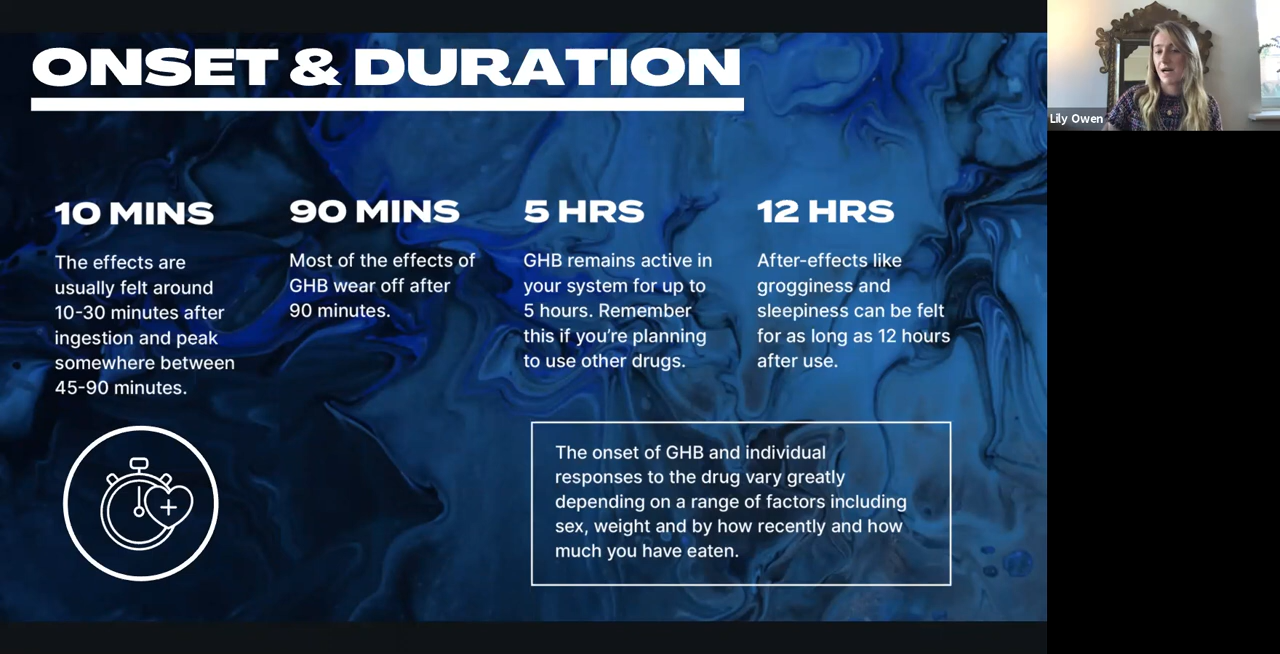 ONSET & DURATION
10 MINS
The effects are
usually felt around
10-30 minutes after
ingestion and peak
somewhere between
45-90 minutes.
90 MINS
Most of the effects of
GHB wear off after
90 minutes.
5 HRS
GHB remains active in
your system for up to
5 hours. Remember
this if you're planning
to use other drugs.
12 HRS
After-effects like
grogginess and
sleepiness can be felt
for as long as 12 hours
after use.
The onset of GHB and individual
responses to the drug vary greatly
depending on a range of factors including
sex, weight and by how recently and how
much you have eaten.
Lily Owen